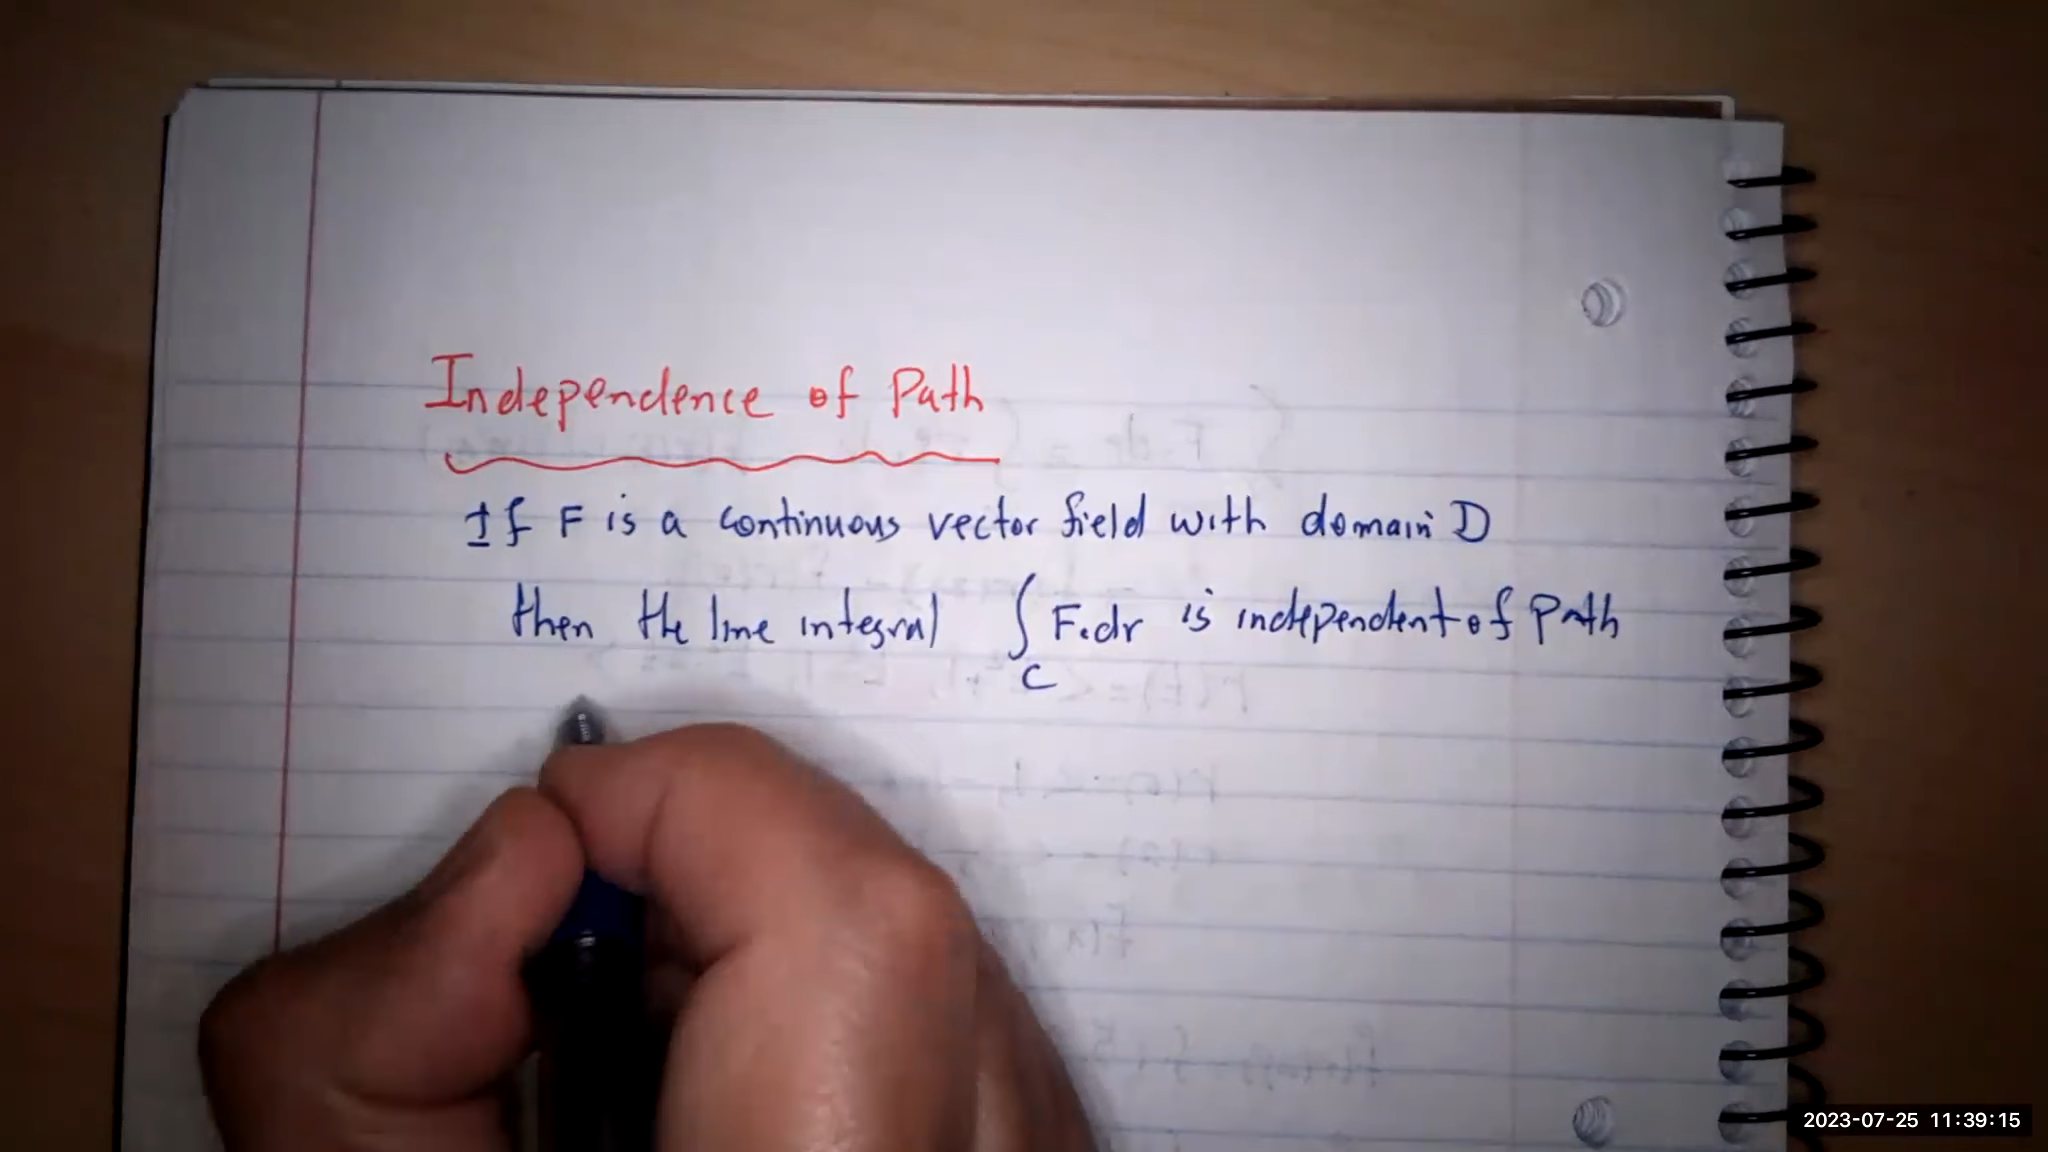 Independence of Path
If F is a continuous vector field with domain D
then the line integral ∫_C F.dr is independent of Path
2023-07-25 11:39:15